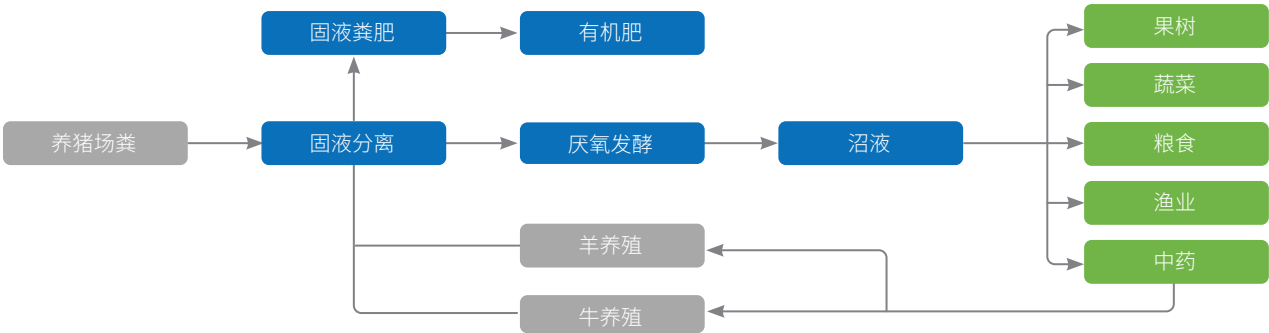 固液粪肥
有机肥
果树
蔬菜
养猪场粪
固液分离
厌氧发酵
沼液
粮食
渔业
羊养殖
中药
牛养殖